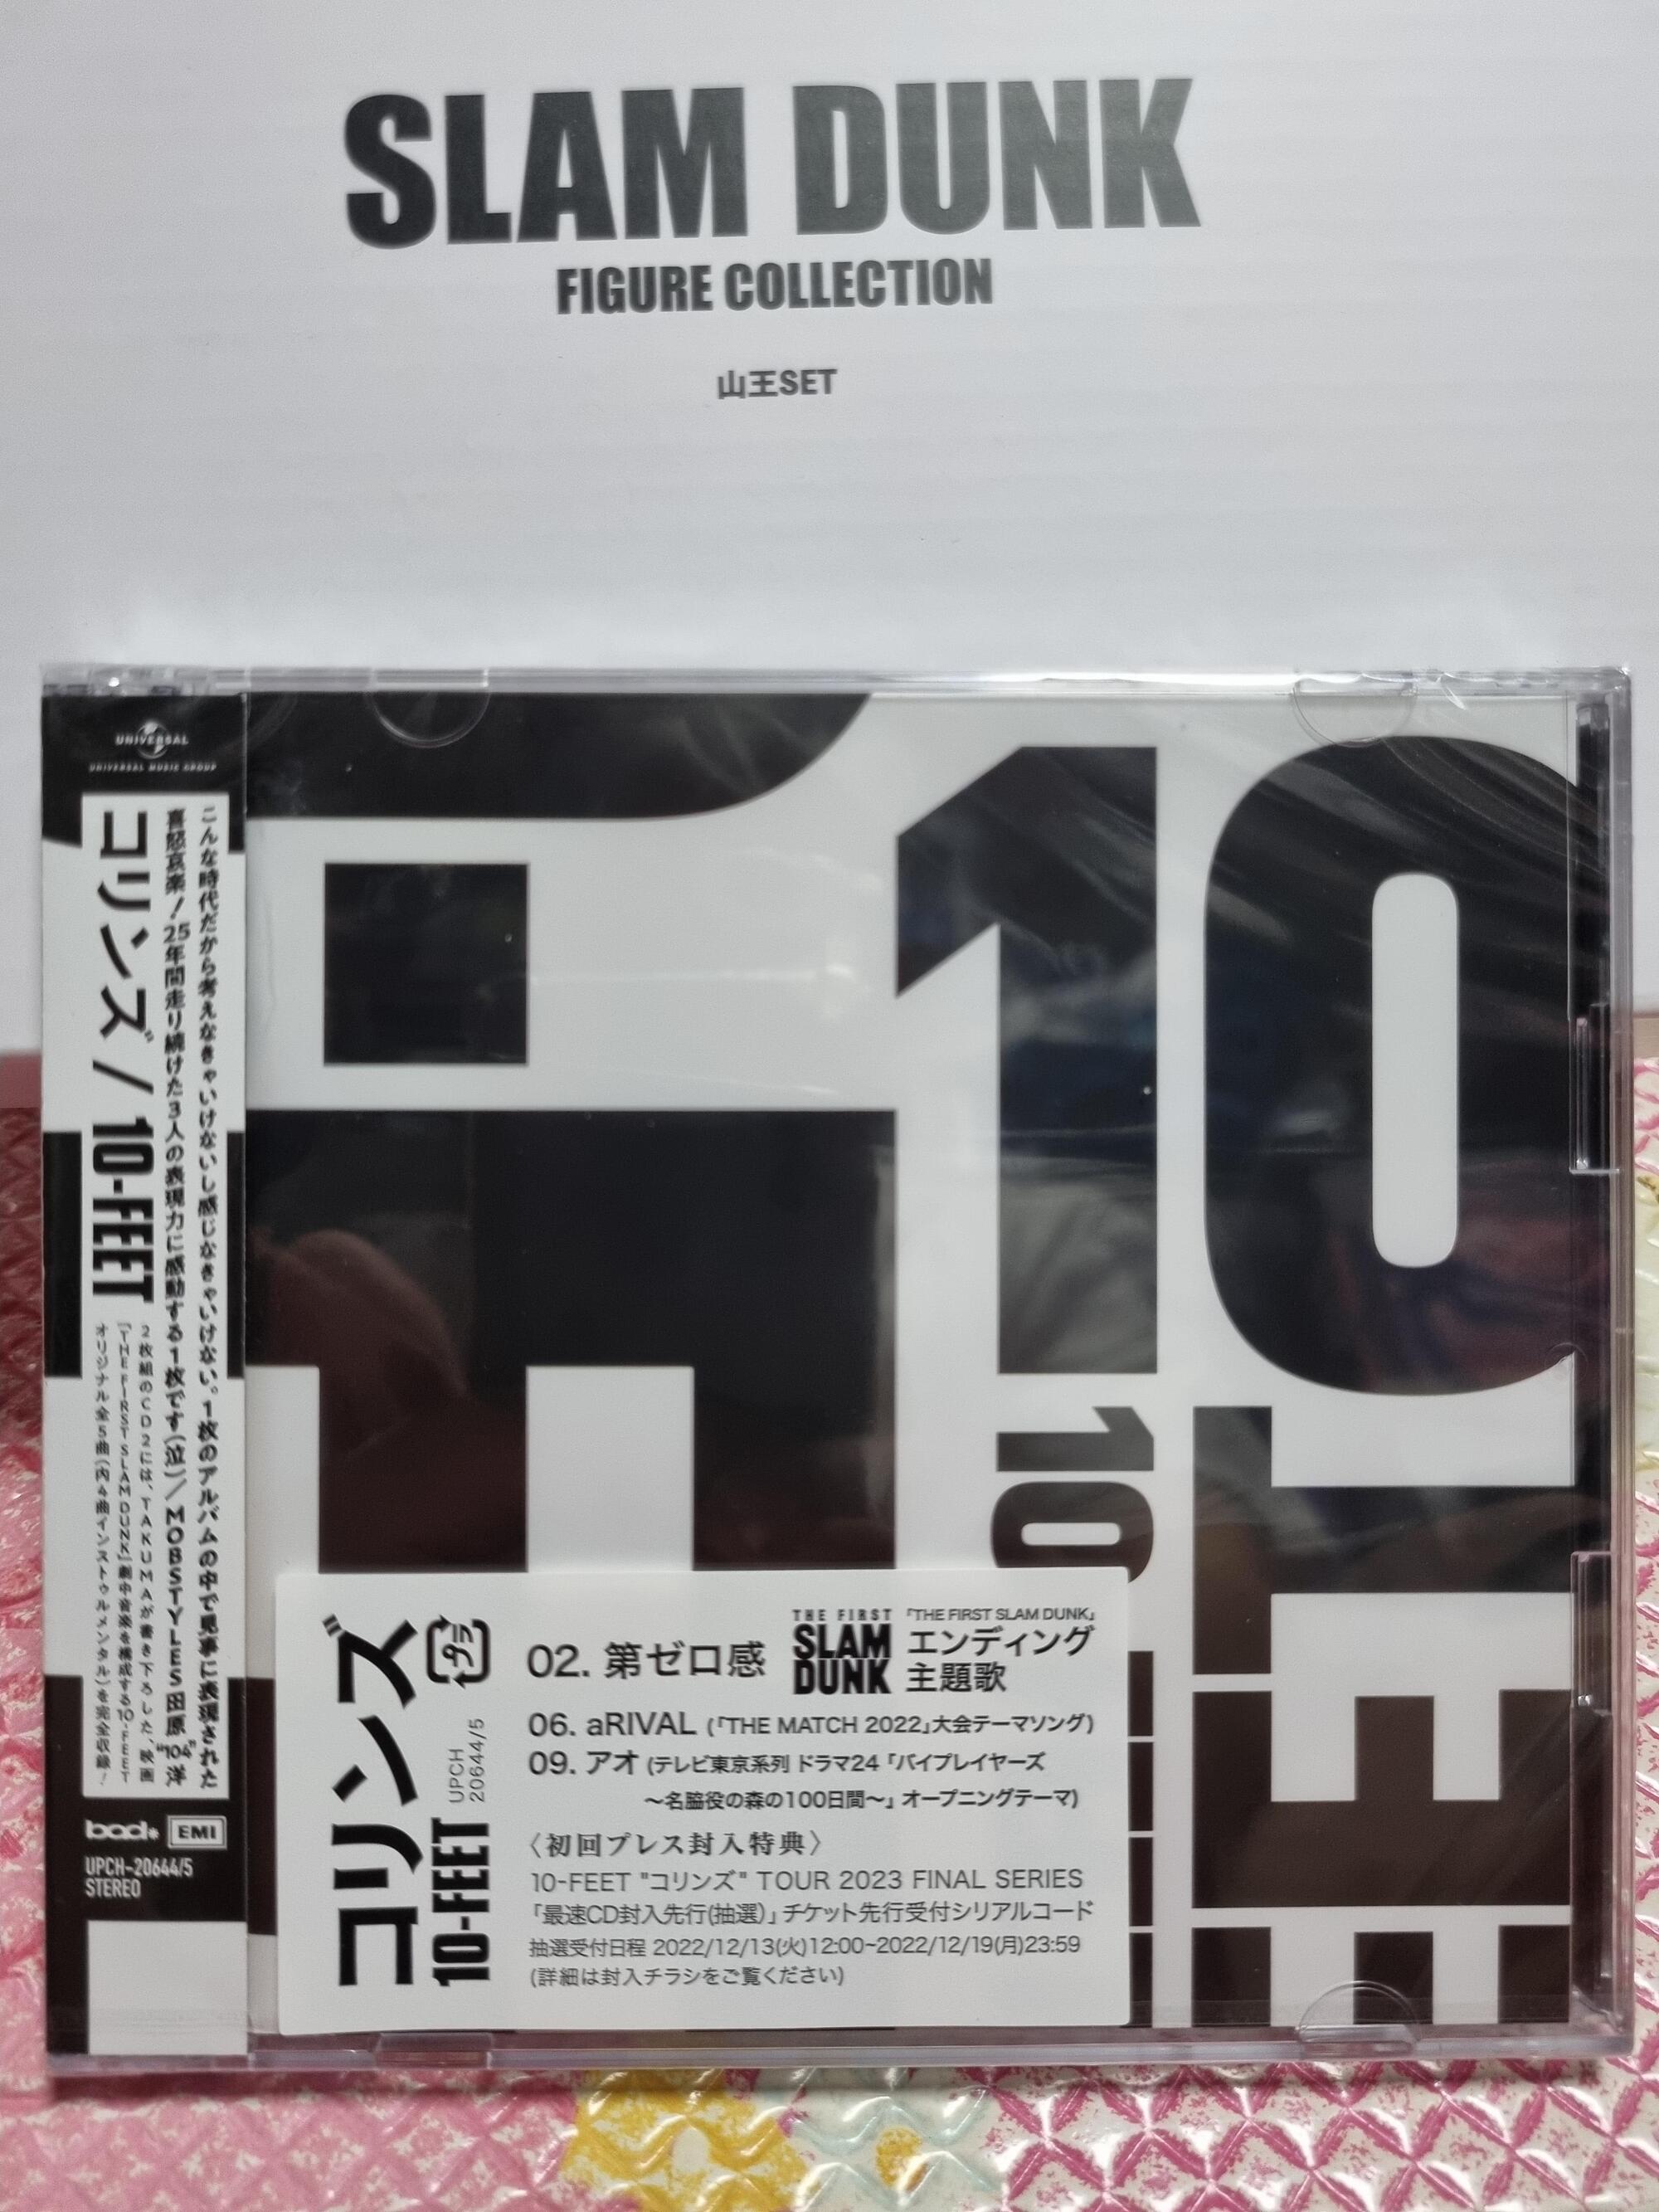 SLAM DUNK
FIGURE COLLECTION
山王SET
UNIVERSAL
UNIVERSAL MUSIC GROUP
こんな時代だから考えなきゃいけないし感じなきゃいけない。1枚のアルバムの中で見事に表現された
喜怒哀楽!25年間走り続けた3人の表現力に感動する1枚です(泣)/MOBSTYLES 田原"104"洋
コリンズ / 10-FEET
2枚組のCD2には、TAKUMAが書き下ろした、映画
『THE FIRST SLAM DUNK』劇中音楽を構成する10-FEET
オリジナル全5曲(内4曲インストゥルメンタル)を完全収録!
bad*
EMI
UPCH-20644/5
STEREO
10
10
コリンズ
10-FEET
UPCH
20644/5
プラ
02. 第ゼロ感
THE FIRST
SLAM
DUNK
「THE FIRST SLAM DUNK」
エンディング
主題歌
06. aRIVAL (「THE MATCH 2022」大会テーマソング)
09. アオ (テレビ東京系列 ドラマ24 「バイプレイヤーズ
〜名脇役の森の100日間〜」 オープニングテーマ)
〈初回プレス封入特典〉
10-FEET "コリンズ" TOUR 2023 FINAL SERIES
「最速CD封入先行(抽選)」チケット先行受付シリアルコード
抽選受付日程 2022/12/13(火)12:00~2022/12/19(月)23:59
(詳細は封入チラシをご覧ください)